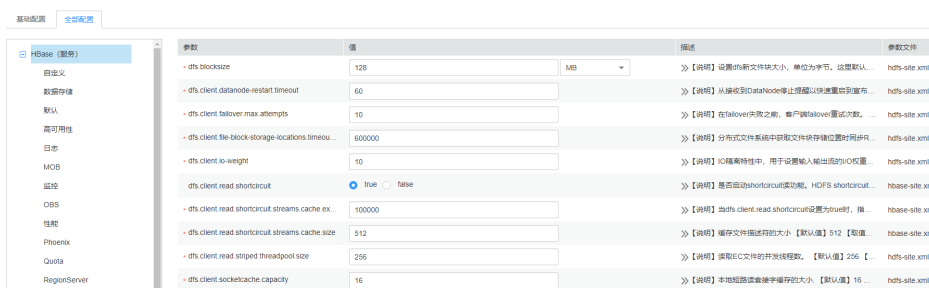 基础配置 全部配置
HBase（服务）
自定义
数据存储
默认
高可用性
日志
MOB
监控
OBS
性能
Phoenix
Quota
RegionServer
参数 值 描述 参数文件
dfs.blocksize 128 MB 【说明】设置dfs新文件块大小，单位为字节。这里默认... hdfs-site.xml
dfs.client.datanode-restart.timeout 60 【说明】从接收到DataNode停止提醒以快速重启到宣布... hdfs-site.xml
dfs.client.failover.max.attempts 10 【说明】在failover失败之前，客户端failover重试次数。 ... hdfs-site.xml
dfs.client.file-block-storage-locations.timeou... 600000 【说明】分布式文件系统中获取文件块存储位置时同步R... hdfs-site.xml
dfs.client.io-weight 10 【说明】IO隔离特性中，用于设置输入输出流的I/O权重... hdfs-site.xml
dfs.client.read.shortcircuit true false 【说明】是否启动shortcircuit读功能。HDFS shortcircuit... hbase-site.xm
dfs.client.read.shortcircuit.streams.cache.ex... 100000 【说明】当dfs.client.read.shortcircuit设置为true时，指... hbase-site.xm
dfs.client.read.shortcircuit.streams.cache.size 512 【说明】缓存文件描述符的大小 【默认值】512 【取值... hbase-site.xm
dfs.client.read.striped.threadpool.size 256 【说明】读取EC文件的并发线程数。 【默认值】256 【... hdfs-site.xml
dfs.client.socketcache.capacity 16 【说明】本地短路读套接字缓存的大小 【默认值】16 ... hdfs-site.xml